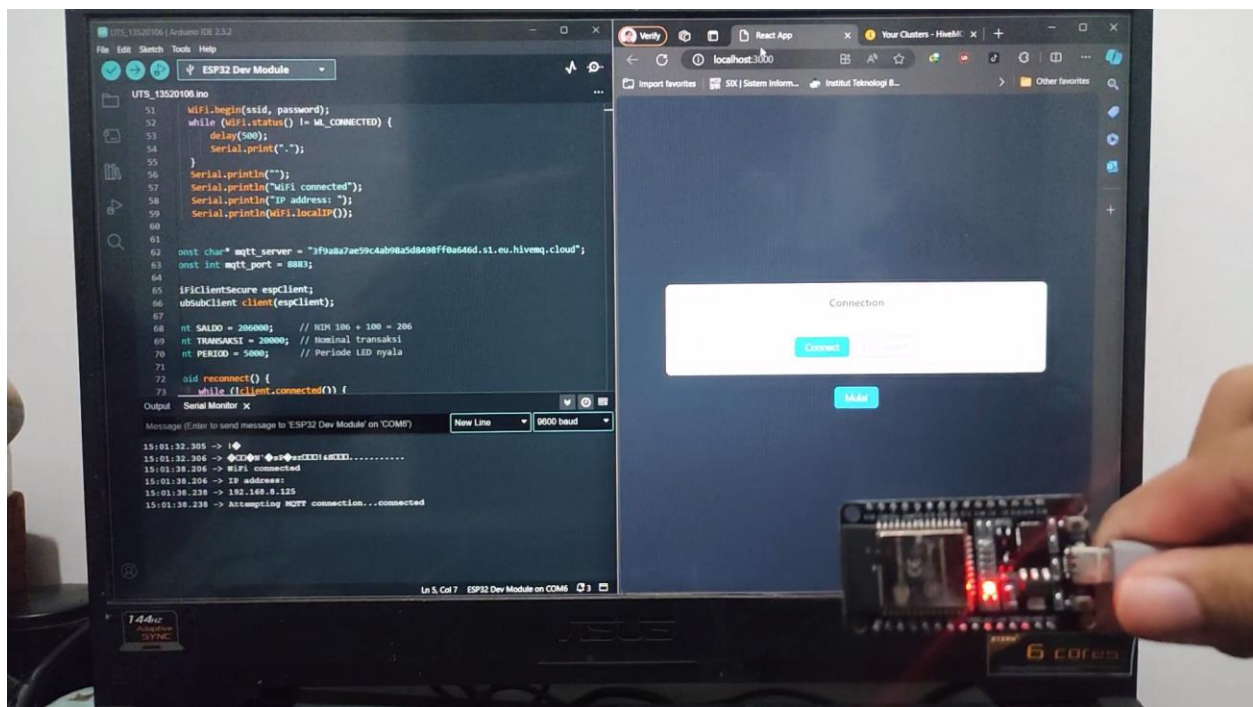 UTS_13520106 | Arduino IDE 2.3.2
File Edit Sketch Tools Help
ESP32 Dev Module
UTS_13520106.ino
51 WiFi.begin(ssid, password);
52 while (WiFi.status() != WL_CONNECTED) {
53 delay(500);
54 Serial.print(".");
55 }
56 Serial.println("");
57 Serial.println("WiFi connected");
58 Serial.println("IP address: ");
59 Serial.println(WiFi.localIP());
60
61
62 onst char* mqtt_server = "3f9a8a7ae59c4ab98a5d8498ff0a646d.s1.eu.hivemq.cloud";
63 onst int mqtt_port = 8883;
64
65 iFiClientSecure espClient;
66 ubSubClient client(espClient);
67
68 nt SALDO = 206000; // NIM 106 + 100 = 206
69 nt TRANSAKSI = 20000; // Nominal transaksi
70 nt PERIOD = 5000; // Periode LED nyala
71
72 oid reconnect() {
73 while (!client.connected()) {
Output Serial Monitor
Message (Enter to send message to 'ESP32 Dev Module' on 'COM6')
New Line
9600 baud
15:01:32.305 ->
15:01:32.306 ->
15:01:38.206 -> WiFi connected
15:01:38.206 -> IP address:
15:01:38.238 -> 192.168.8.125
15:01:38.238 -> Attempting MQTT connection...connected
Ln 5, Col 7 ESP32 Dev Module on COM6 3
Verify
React App
Your Clusters - HiveM
localhost:3000
Import favorites
SIX | Sistem Inform...
Institut Teknologi B...
Other favorites
Connection
Connect
Mulai
144Hz
Adaptive
SYNC
ASUS
6 cores